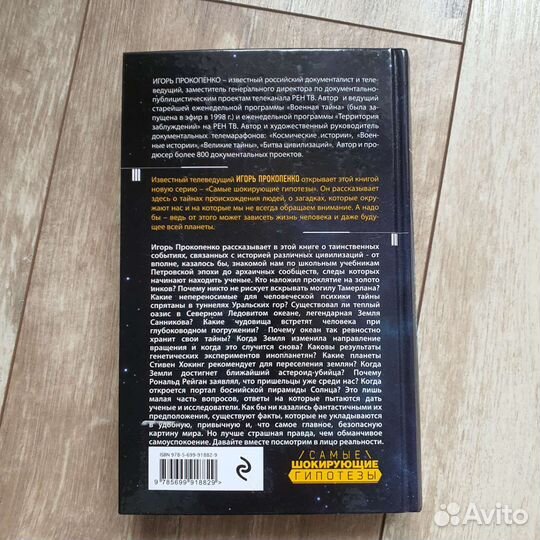 ИГОРЬ ПРОКОПЕНКО – известный российский документалист и теле-
ведущий, заместитель генерального директора по документально-
публицистическим проектам телеканала РЕН ТВ. Автор и ведущий
старейшей еженедельной программы «Военная тайна» (была за-
пущена в эфир в 1998 г.) и еженедельной программы «Территория
заблуждений» на РЕН ТВ. Автор и художественный руководитель
документальных телемарафонов: «Космические истории», «Воен-
ные истории», «Великие тайны», «Битва цивилизаций», Автор и про-
дюсер более 800 документальных проектов.
Известный телеведущий ИГОРЬ ПРОКОПЕНКО открывает этой книгой
новую серию – «Самые шокирующие гипотезы». Он рассказывает
здесь о тайнах происхождения людей, о загадках, которые окру-
жают нас и на которые мы не всегда обращаем внимание. А надо
бы – ведь от этого может зависеть жизнь человека и даже буду-
щее всей планеты.
Игорь Прокопенко рассказывает в этой книге о таинственных
событиях, связанных с историей различных цивилизаций - от
вполне, казалось бы, знакомой нам по школьным учебникам
Петровской эпохи до архаичных сообществ, следы которых
начинают находить ученые. Кто наложил проклятие на золото
инков? Почему никто не рискует вскрывать могилу Тамерлана?
Какие непереносимые для человеческой психики тайны
спрятаны в туннелях Уральских гор? Существовал ли теплый
оазис в Северном Ледовитом океане, легендарная Земля
Санникова? Какие чудовища встретят человека при
глубоководном погружении? Почему океан так ревностно
хранит свои тайны? Когда Земля изменила направление
вращения и когда это случится снова? Каковы результаты
генетических экспериментов инопланетян? Какие планеты
Стивен Хокинг рекомендует для переселения землян? Когда
Земли достигнет ближайший астероид-убийца? Почему
Рональд Рейган заявлял, что пришельцы уже среди нас? Когда
откроется портал боснийской пирамиды Солнца? Это лишь
малая часть вопросов, ответы на которые пытаются дать
ученые и исследователи. Как бы ни казались фантастичными их
предположения, существуют факты, которые не укладываются
в удобную, привычную и, что самое главное, безопасную
картину мира. Но лучше страшная правда, чем обманчивое
самоуспокоение. Давайте вместе посмотрим в лицо реальности.
ISBN 978-5-699-91882-9
9 785699 918829 >
САМЫЕ
ШОКИРУЮЩИЕ
ГИПОТЕЗЫ
Avito